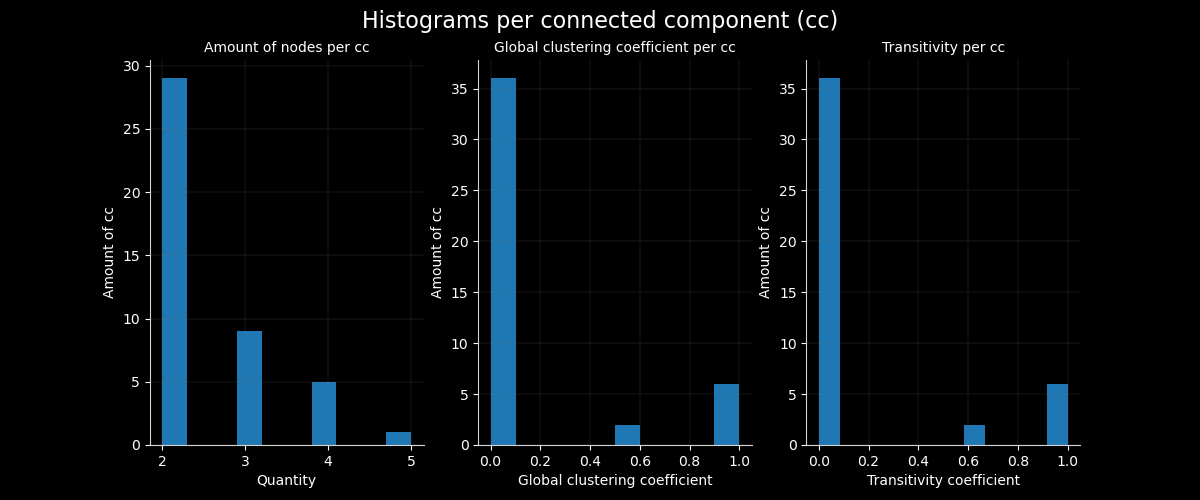 Histograms per connected component (cc)
Amount of nodes per cc
Amount of cc
30
25
20
15
10
5
0
2 3 4 5
Quantity
Global clustering coefficient per cc
Amount of cc
35
30
25
20
15
10
5
0
0.0 0.2 0.4 0.6 0.8 1.0
Global clustering coefficient
Transitivity per cc
Amount of cc
35
30
25
20
15
10
5
0
0.0 0.2 0.4 0.6 0.8 1.0
Transitivity coefficient